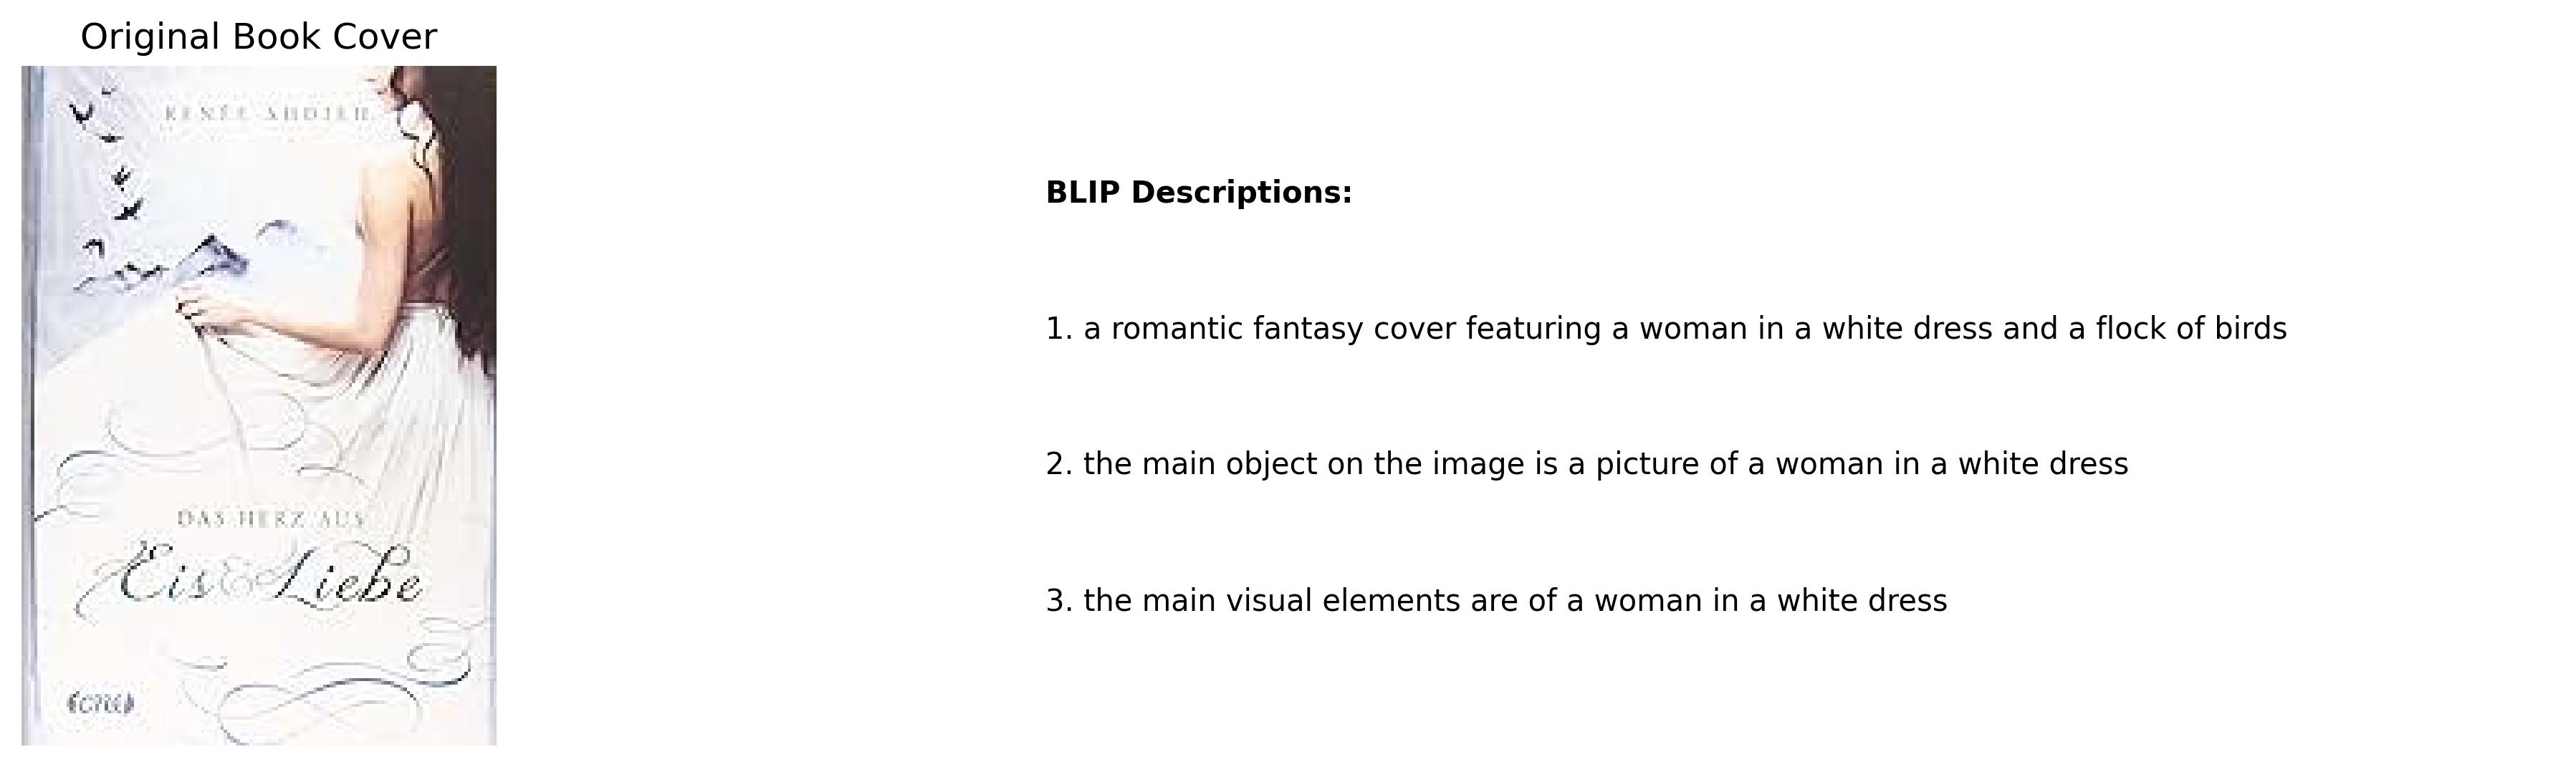 Original Book Cover
RENÉE AHDIEH
DAS HERZ AUS
Eis & Liebe
BLIP Descriptions:
1. a romantic fantasy cover featuring a woman in a white dress and a flock of birds
2. the main object on the image is a picture of a woman in a white dress
3. the main visual elements are of a woman in a white dress